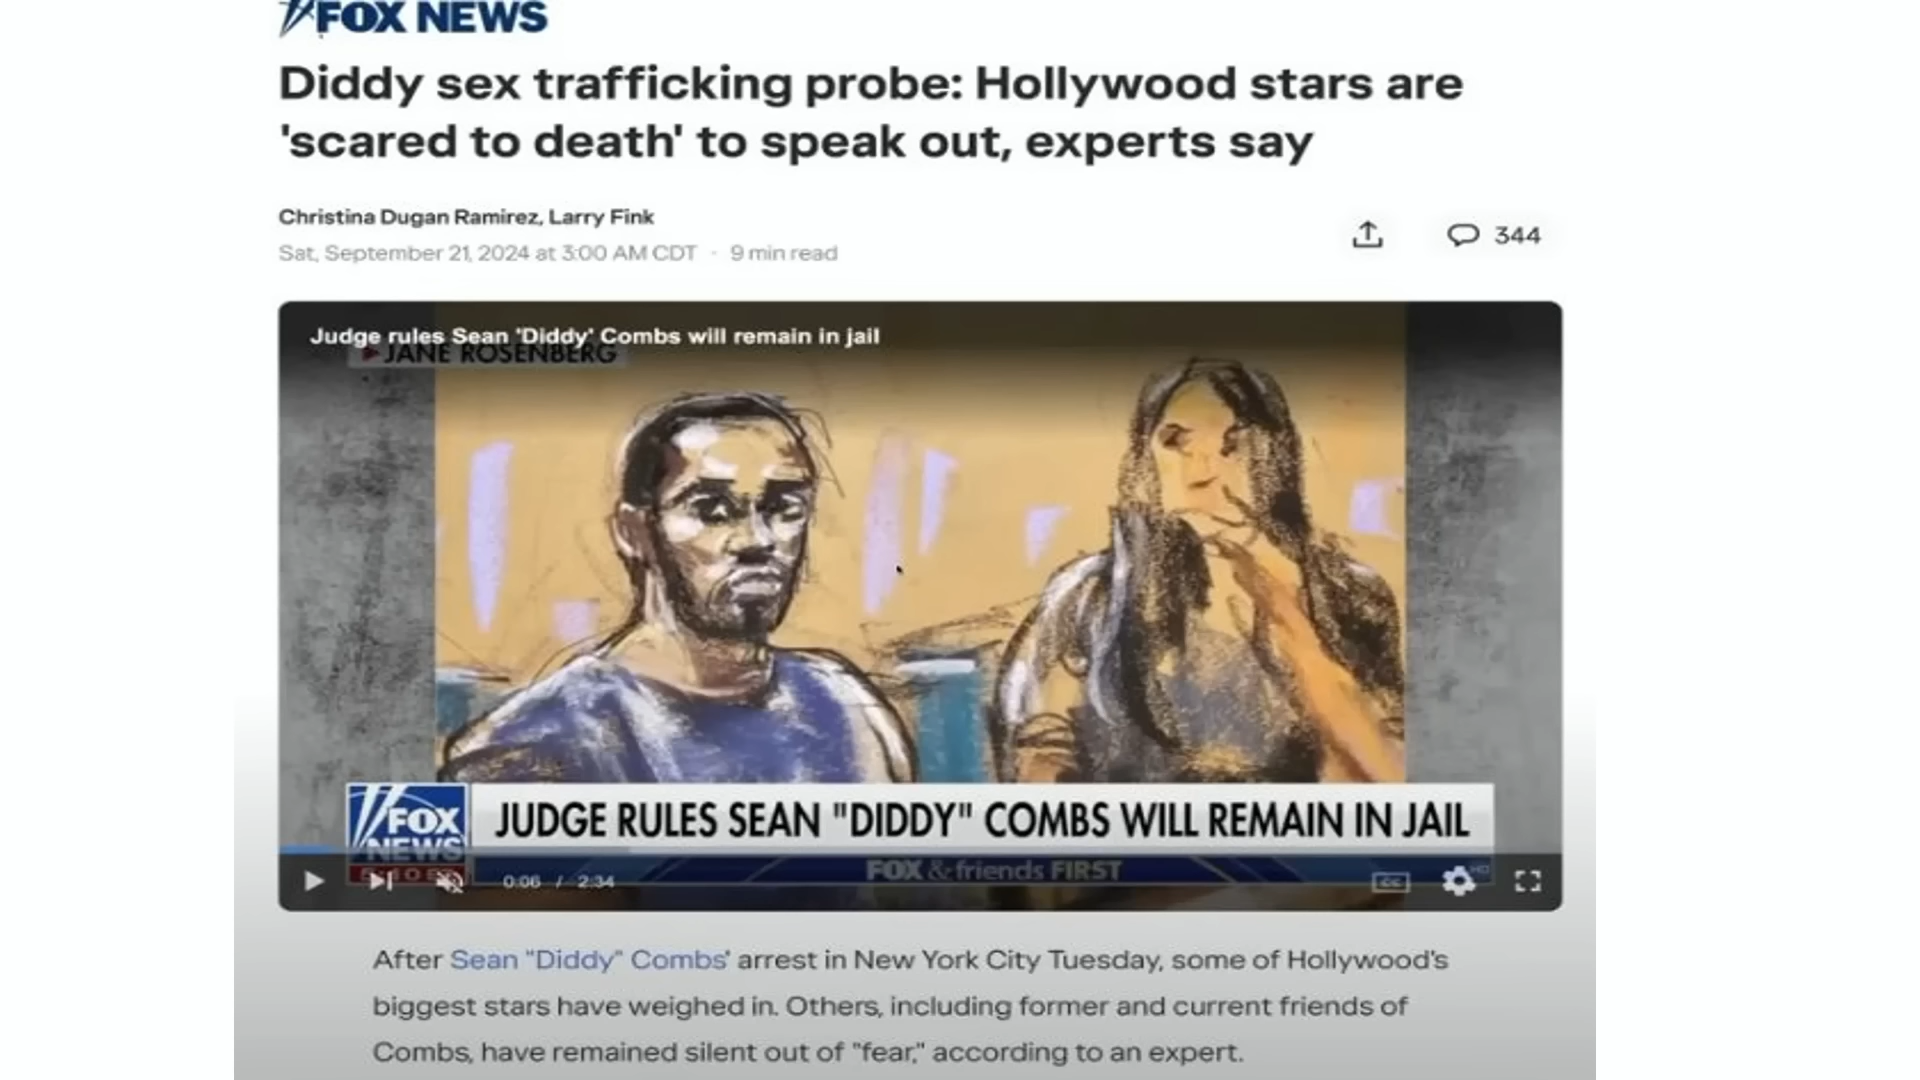 FOX NEWS
Diddy sex trafficking probe: Hollywood stars are
'scared to death' to speak out, experts say
Christina Dugan Ramirez, Larry Fink
Sat, September 21, 2024 at 3:00 AM CDT · 9 min read
344
Judge rules Sean 'Diddy' Combs will remain in jail
JANE ROSENBERG
FOX
NEWS
JUDGE RULES SEAN "DIDDY" COMBS WILL REMAIN IN JAIL
FOX & friends FIRST
0:06 / 2:34
CC
HD
After Sean "Diddy" Combs' arrest in New York City Tuesday, some of Hollywood's
biggest stars have weighed in. Others, including former and current friends of
Combs, have remained silent out of "fear," according to an expert.